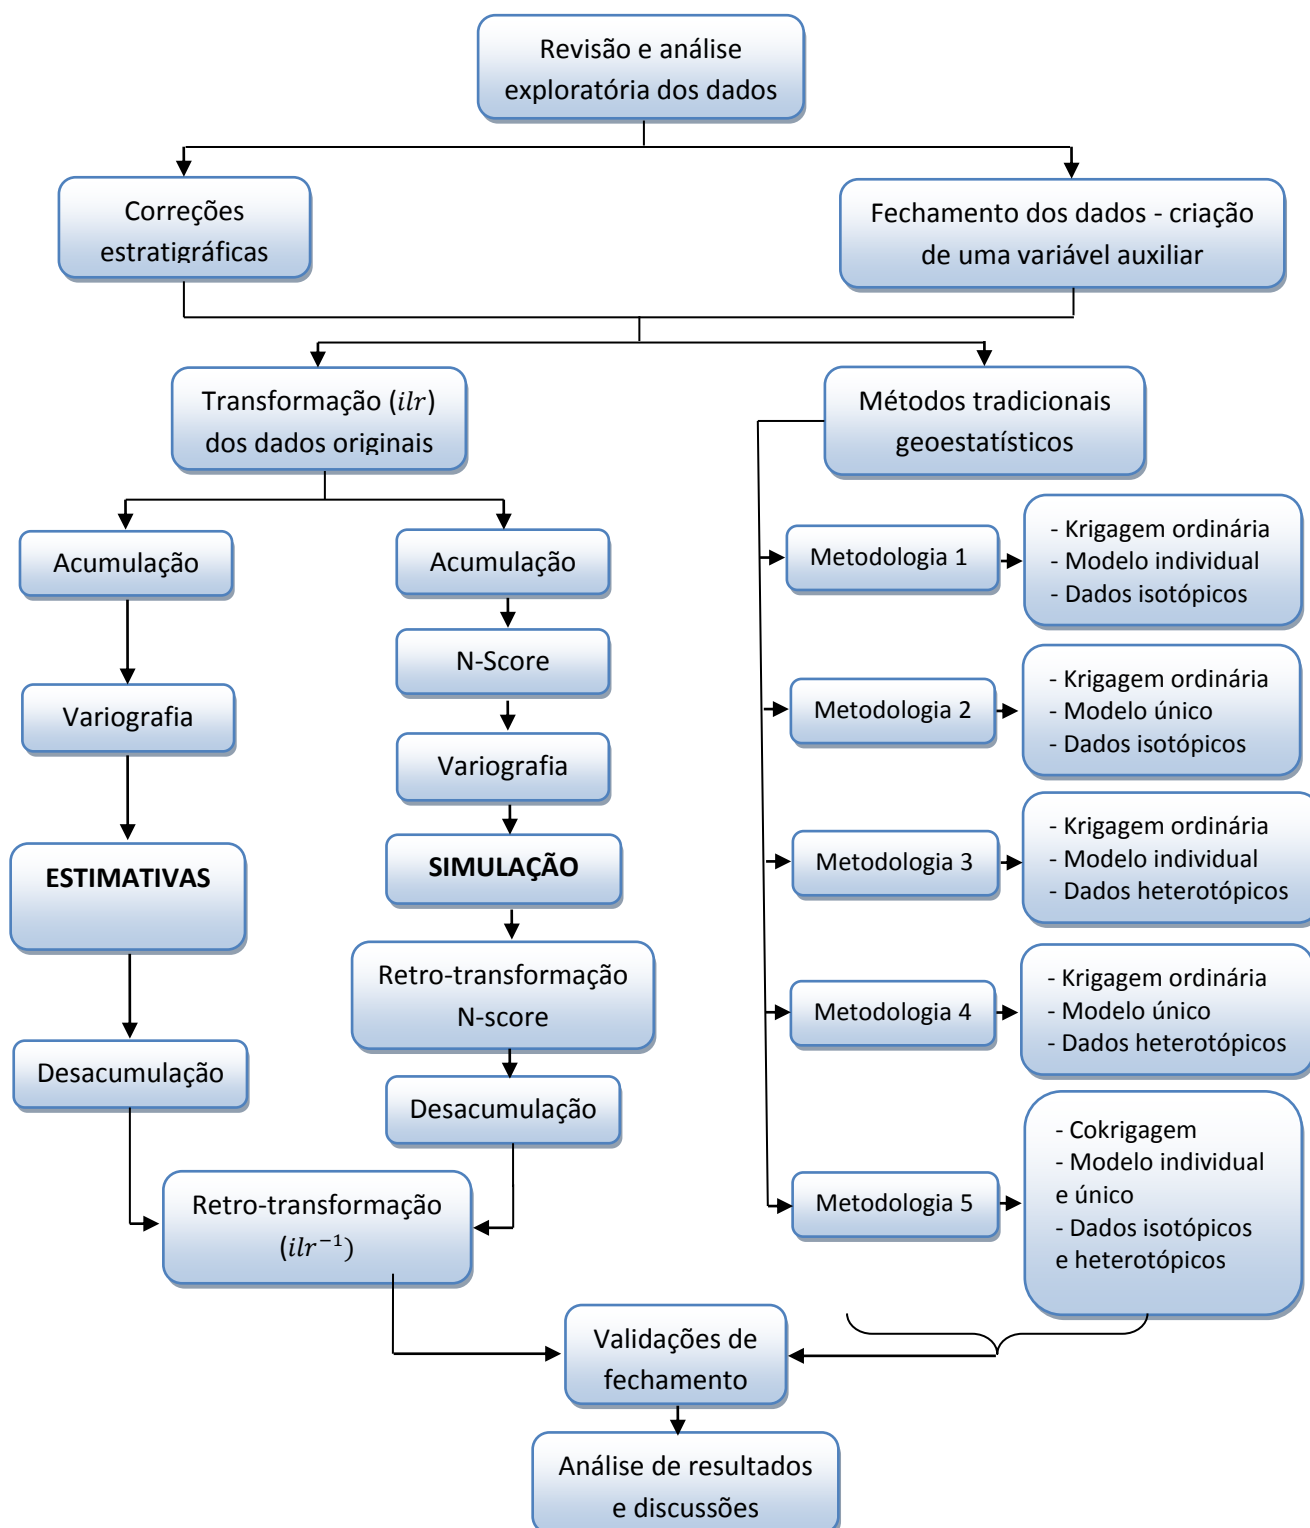 Revisão e análise
exploratória dos dados
Correções
estratigráficas
Fechamento dos dados - criação
de uma variável auxiliar
Transformação (ilr)
dos dados originais
Métodos tradicionais
geoestatísticos
Acumulação
Variografia
ESTIMATIVAS
Desacumulação
Acumulação
N-Score
Variografia
SIMULAÇÃO
Retro-transformação
N-score
Desacumulação
Retro-transformação
(ilr⁻¹)
Metodologia 1
- Krigagem ordinária
- Modelo individual
- Dados isotópicos
Metodologia 2
- Krigagem ordinária
- Modelo único
- Dados isotópicos
Metodologia 3
- Krigagem ordinária
- Modelo individual
- Dados heterotópicos
Metodologia 4
- Krigagem ordinária
- Modelo único
- Dados heterotópicos
Metodologia 5
- Cokrigagem
- Modelo individual
e único
- Dados isotópicos
e heterotópicos
Validações de
fechamento
Análise de resultados
e discussões